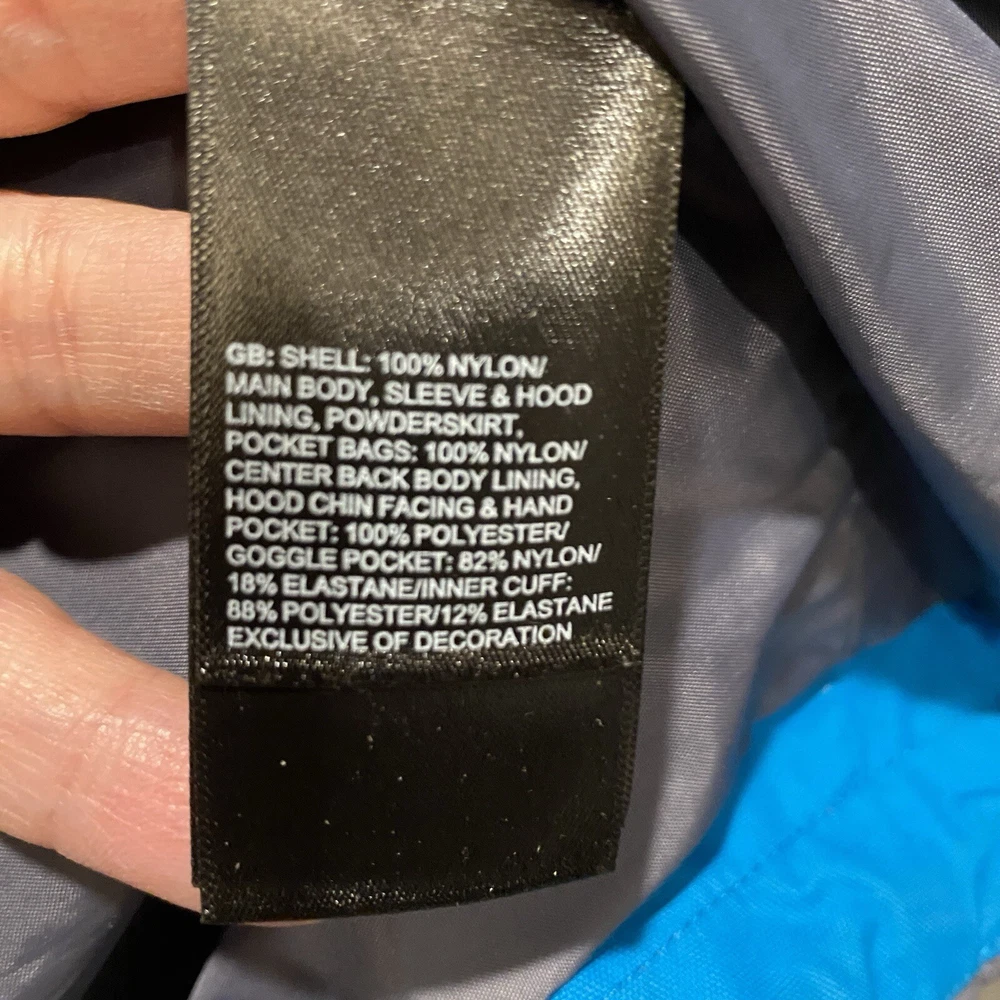 GB: SHELL: 100% NYLON/
MAIN BODY, SLEEVE & HOOD
LINING, POWDERSKIRT,
POCKET BAGS: 100% NYLON/
CENTER BACK BODY LINING,
HOOD CHIN FACING & HAND
POCKET: 100% POLYESTER/
GOGGLE POCKET: 82% NYLON/
18% ELASTANE/INNER CUFF:
88% POLYESTER/12% ELASTANE
EXCLUSIVE OF DECORATION